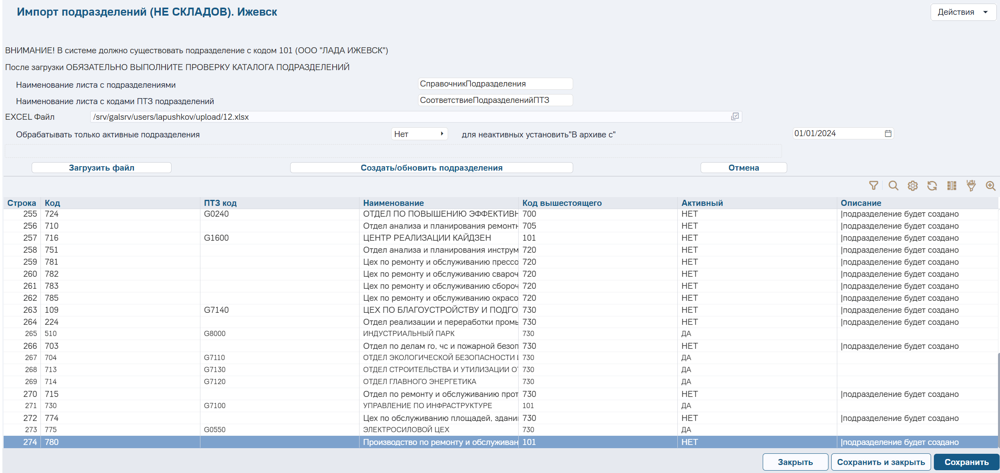 Импорт подразделений (НЕ СКЛАДОВ). Ижевск
Действия
ВНИМАНИЕ! В системе должно существовать подразделение с кодом 101 (ООО "ЛАДА ИЖЕВСК")
После загрузки ОБЯЗАТЕЛЬНО ВЫПОЛНИТЕ ПРОВЕРКУ КАТАЛОГА ПОДРАЗДЕЛЕНИЙ
Наименование листа с подразделениями СправочникПодразделения
Наименование листа с кодами ПТЗ подразделений СоответствиеПодразделенийПТЗ
EXCEL Файл /srv/galsrv/users/lapushkov/upload/12.xlsx
Обрабатывать только активные подразделения Нет для неактивных установить"В архиве с" 01/01/2024
Загрузить файл Создать/обновить подразделения Отмена
Строка Код ПТЗ код Наименование Код вышестоящего Активный Описание
255 724 G0240 ОТДЕЛ ПО ПОВЫШЕНИЮ ЭФФЕКТИВН 700 НЕТ |подразделение будет создано
256 710 Отдел анализа и планирования ремонтн 705 НЕТ |подразделение будет создано
257 716 G1600 ЦЕНТР РЕАЛИЗАЦИИ КАЙДЗЕН 101 НЕТ |подразделение будет создано
258 751 Отдел анализа и планирования инструм 720 НЕТ |подразделение будет создано
259 781 Цех по ремонту и обслуживанию прессо 720 НЕТ |подразделение будет создано
260 782 Цех по ремонту и обслуживанию свароч 720 НЕТ |подразделение будет создано
261 783 Цех по ремонту и обслуживанию сбороч 720 НЕТ |подразделение будет создано
262 785 Цех по ремонту и обслуживанию окрасо 720 НЕТ |подразделение будет создано
263 109 G7140 ЦЕХ ПО БЛАГОУСТРОЙСТВУ И ПОДГО 730 НЕТ |подразделение будет создано
264 224 Отдел реализации и переработки промы 730 НЕТ |подразделение будет создано
265 510 G8000 ИНДУСТРИАЛЬНЫЙ ПАРК 730 ДА
266 703 Отдел по делам го, чс и пожарной безоп 730 НЕТ |подразделение будет создано
267 704 G7110 ОТДЕЛ ЭКОЛОГИЧЕСКОЙ БЕЗОПАСНОСТИ И 730 ДА
268 713 G7130 ОТДЕЛ СТРОИТЕЛЬСТВА И УТИЛИЗАЦИИ ОТ 730 ДА
269 714 G7120 ОТДЕЛ ГЛАВНОГО ЭНЕРГЕТИКА 730 ДА
270 715 Отдел по ремонту и обслуживанию прот 730 НЕТ |подразделение будет создано
271 730 G7100 УПРАВЛЕНИЕ ПО ИНФРАСТРУКТУРЕ 101 ДА
272 774 Цех по обслуживанию площадей, здани 730 НЕТ |подразделение будет создано
273 775 G0550 ЭЛЕКТРОСИЛОВОЙ ЦЕХ 730 ДА
274 780 Производство по ремонту и обслуживан 101 НЕТ |подразделение будет создано
Закрыть Сохранить и закрыть Сохранить